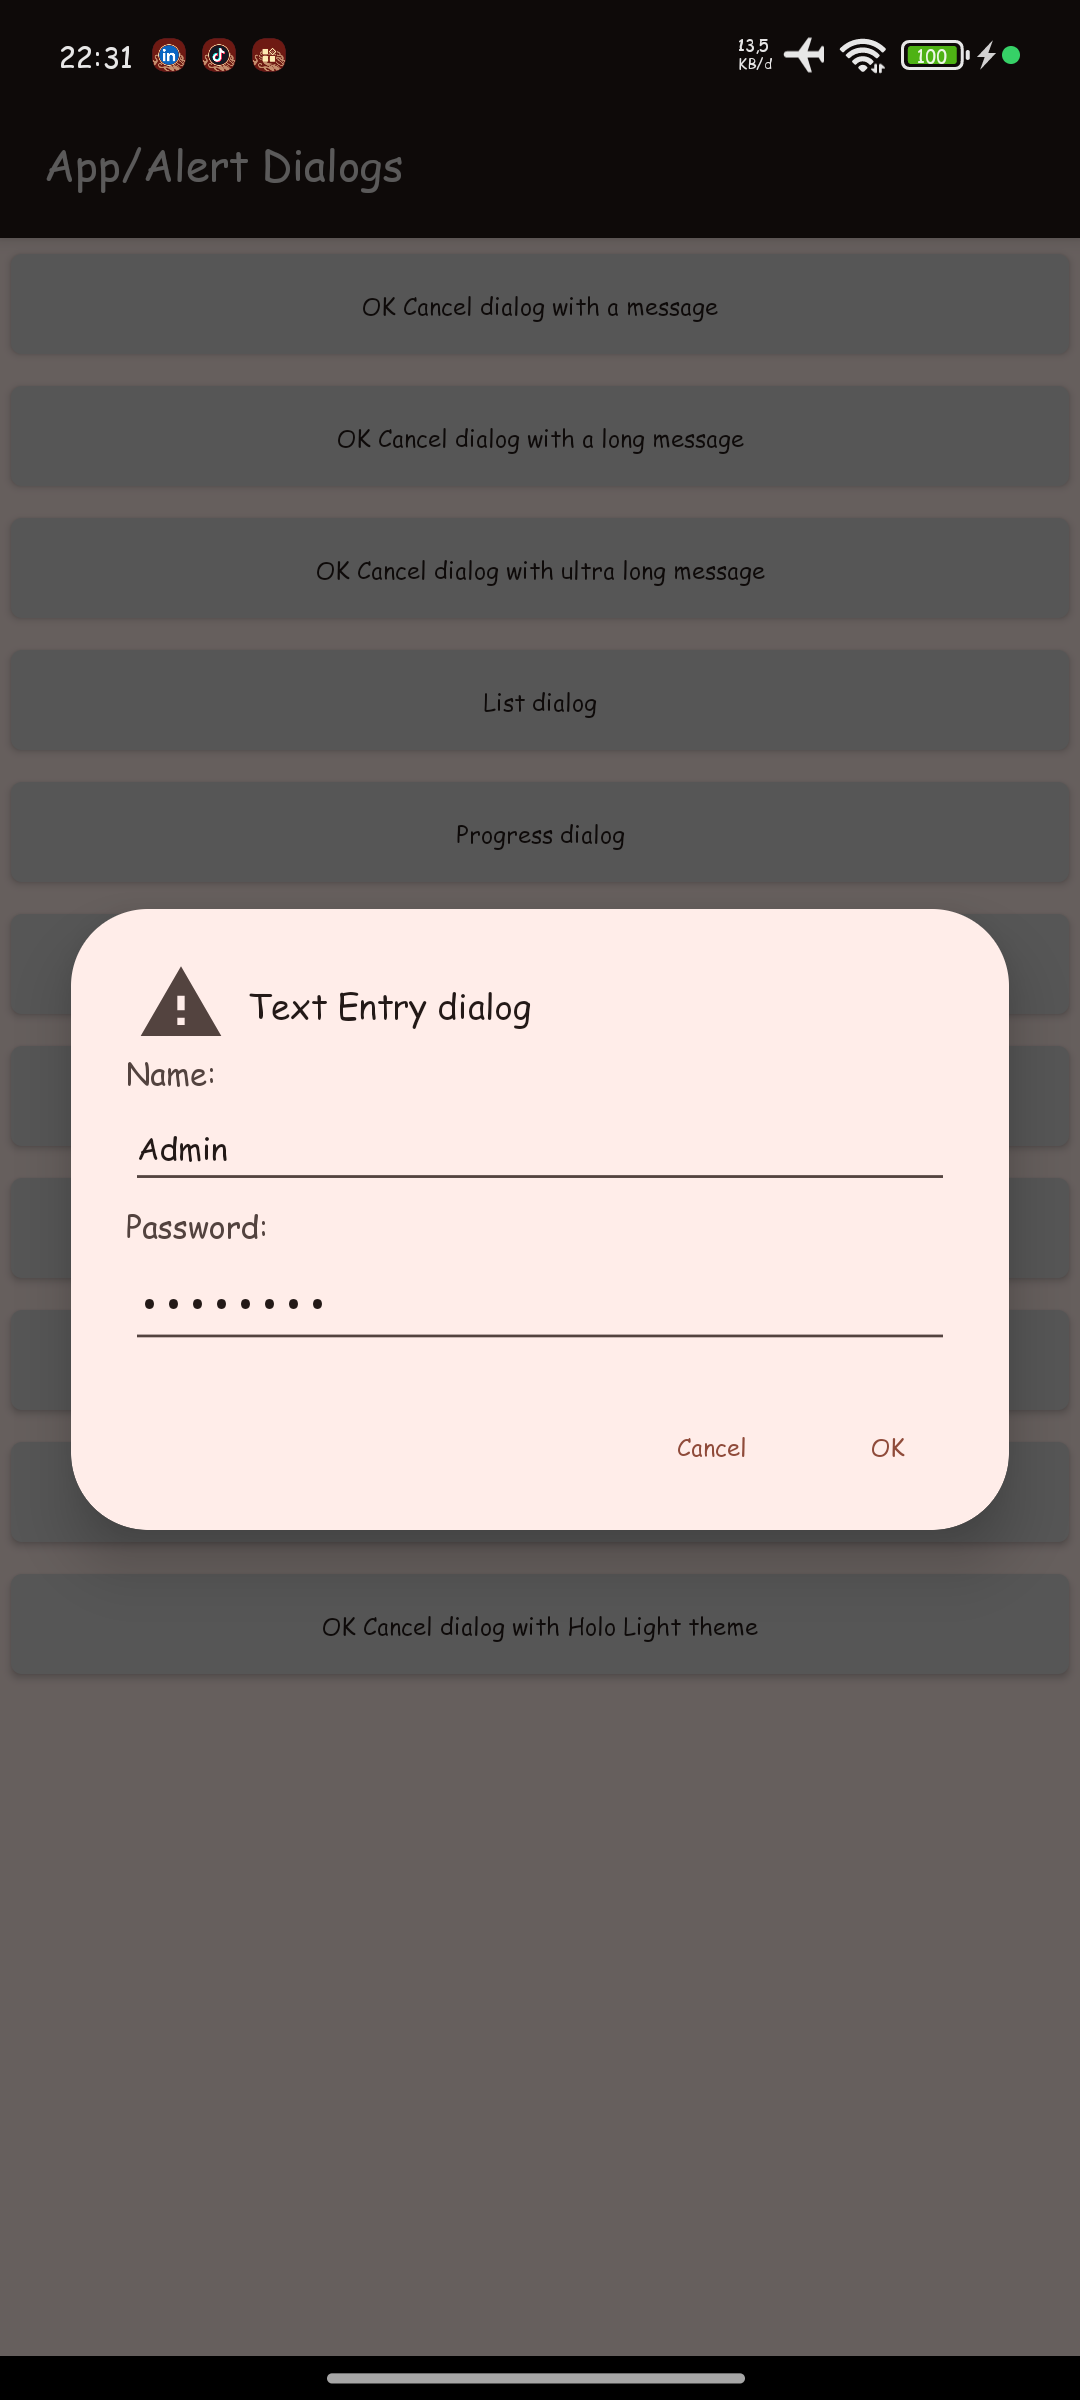 22:31
13,5
KB/d
100
App/Alert Dialogs
OK Cancel dialog with a message
OK Cancel dialog with a long message
OK Cancel dialog with ultra long message
List dialog
Progress dialog
Text Entry dialog
Name:
Admin
Password:
••••••••
Cancel
OK
OK Cancel dialog with Holo Light theme